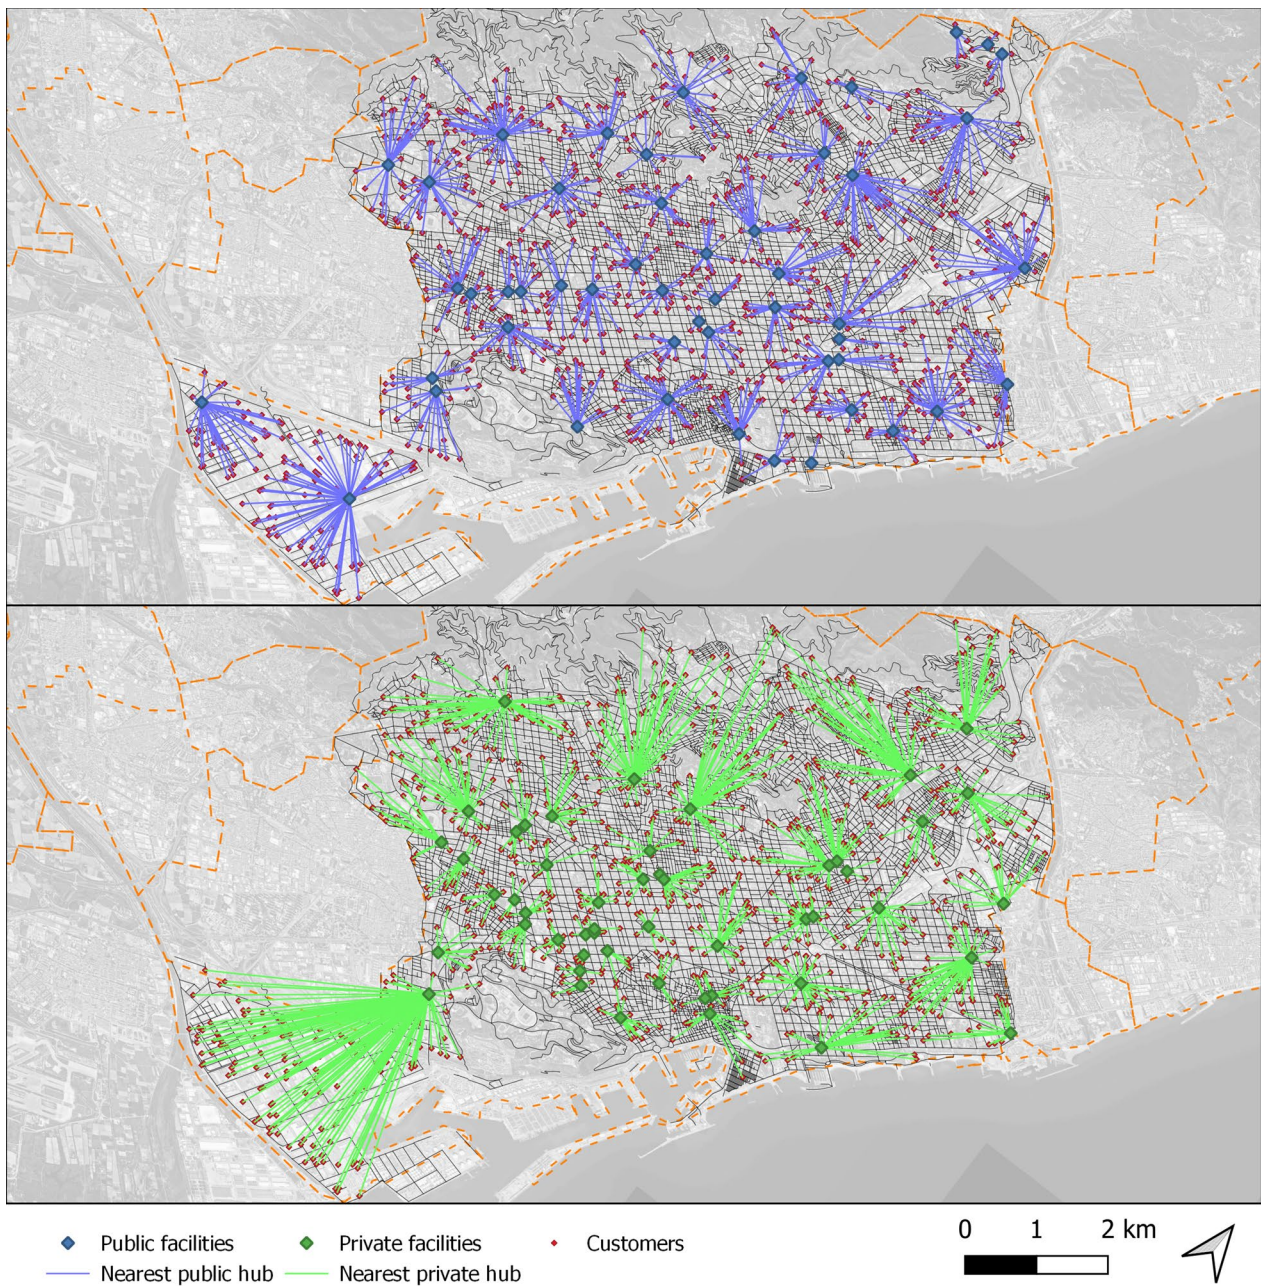 0 1 2 km
Public facilities Private facilities Customers
Nearest public hub Nearest private hub